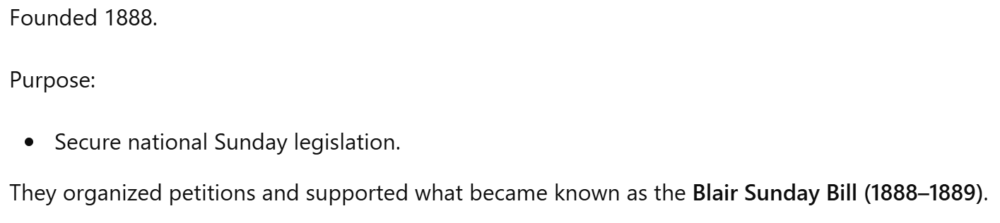 Founded 1888.
Purpose:
• Secure national Sunday legislation.
They organized petitions and supported what became known as the Blair Sunday Bill (1888–1889).